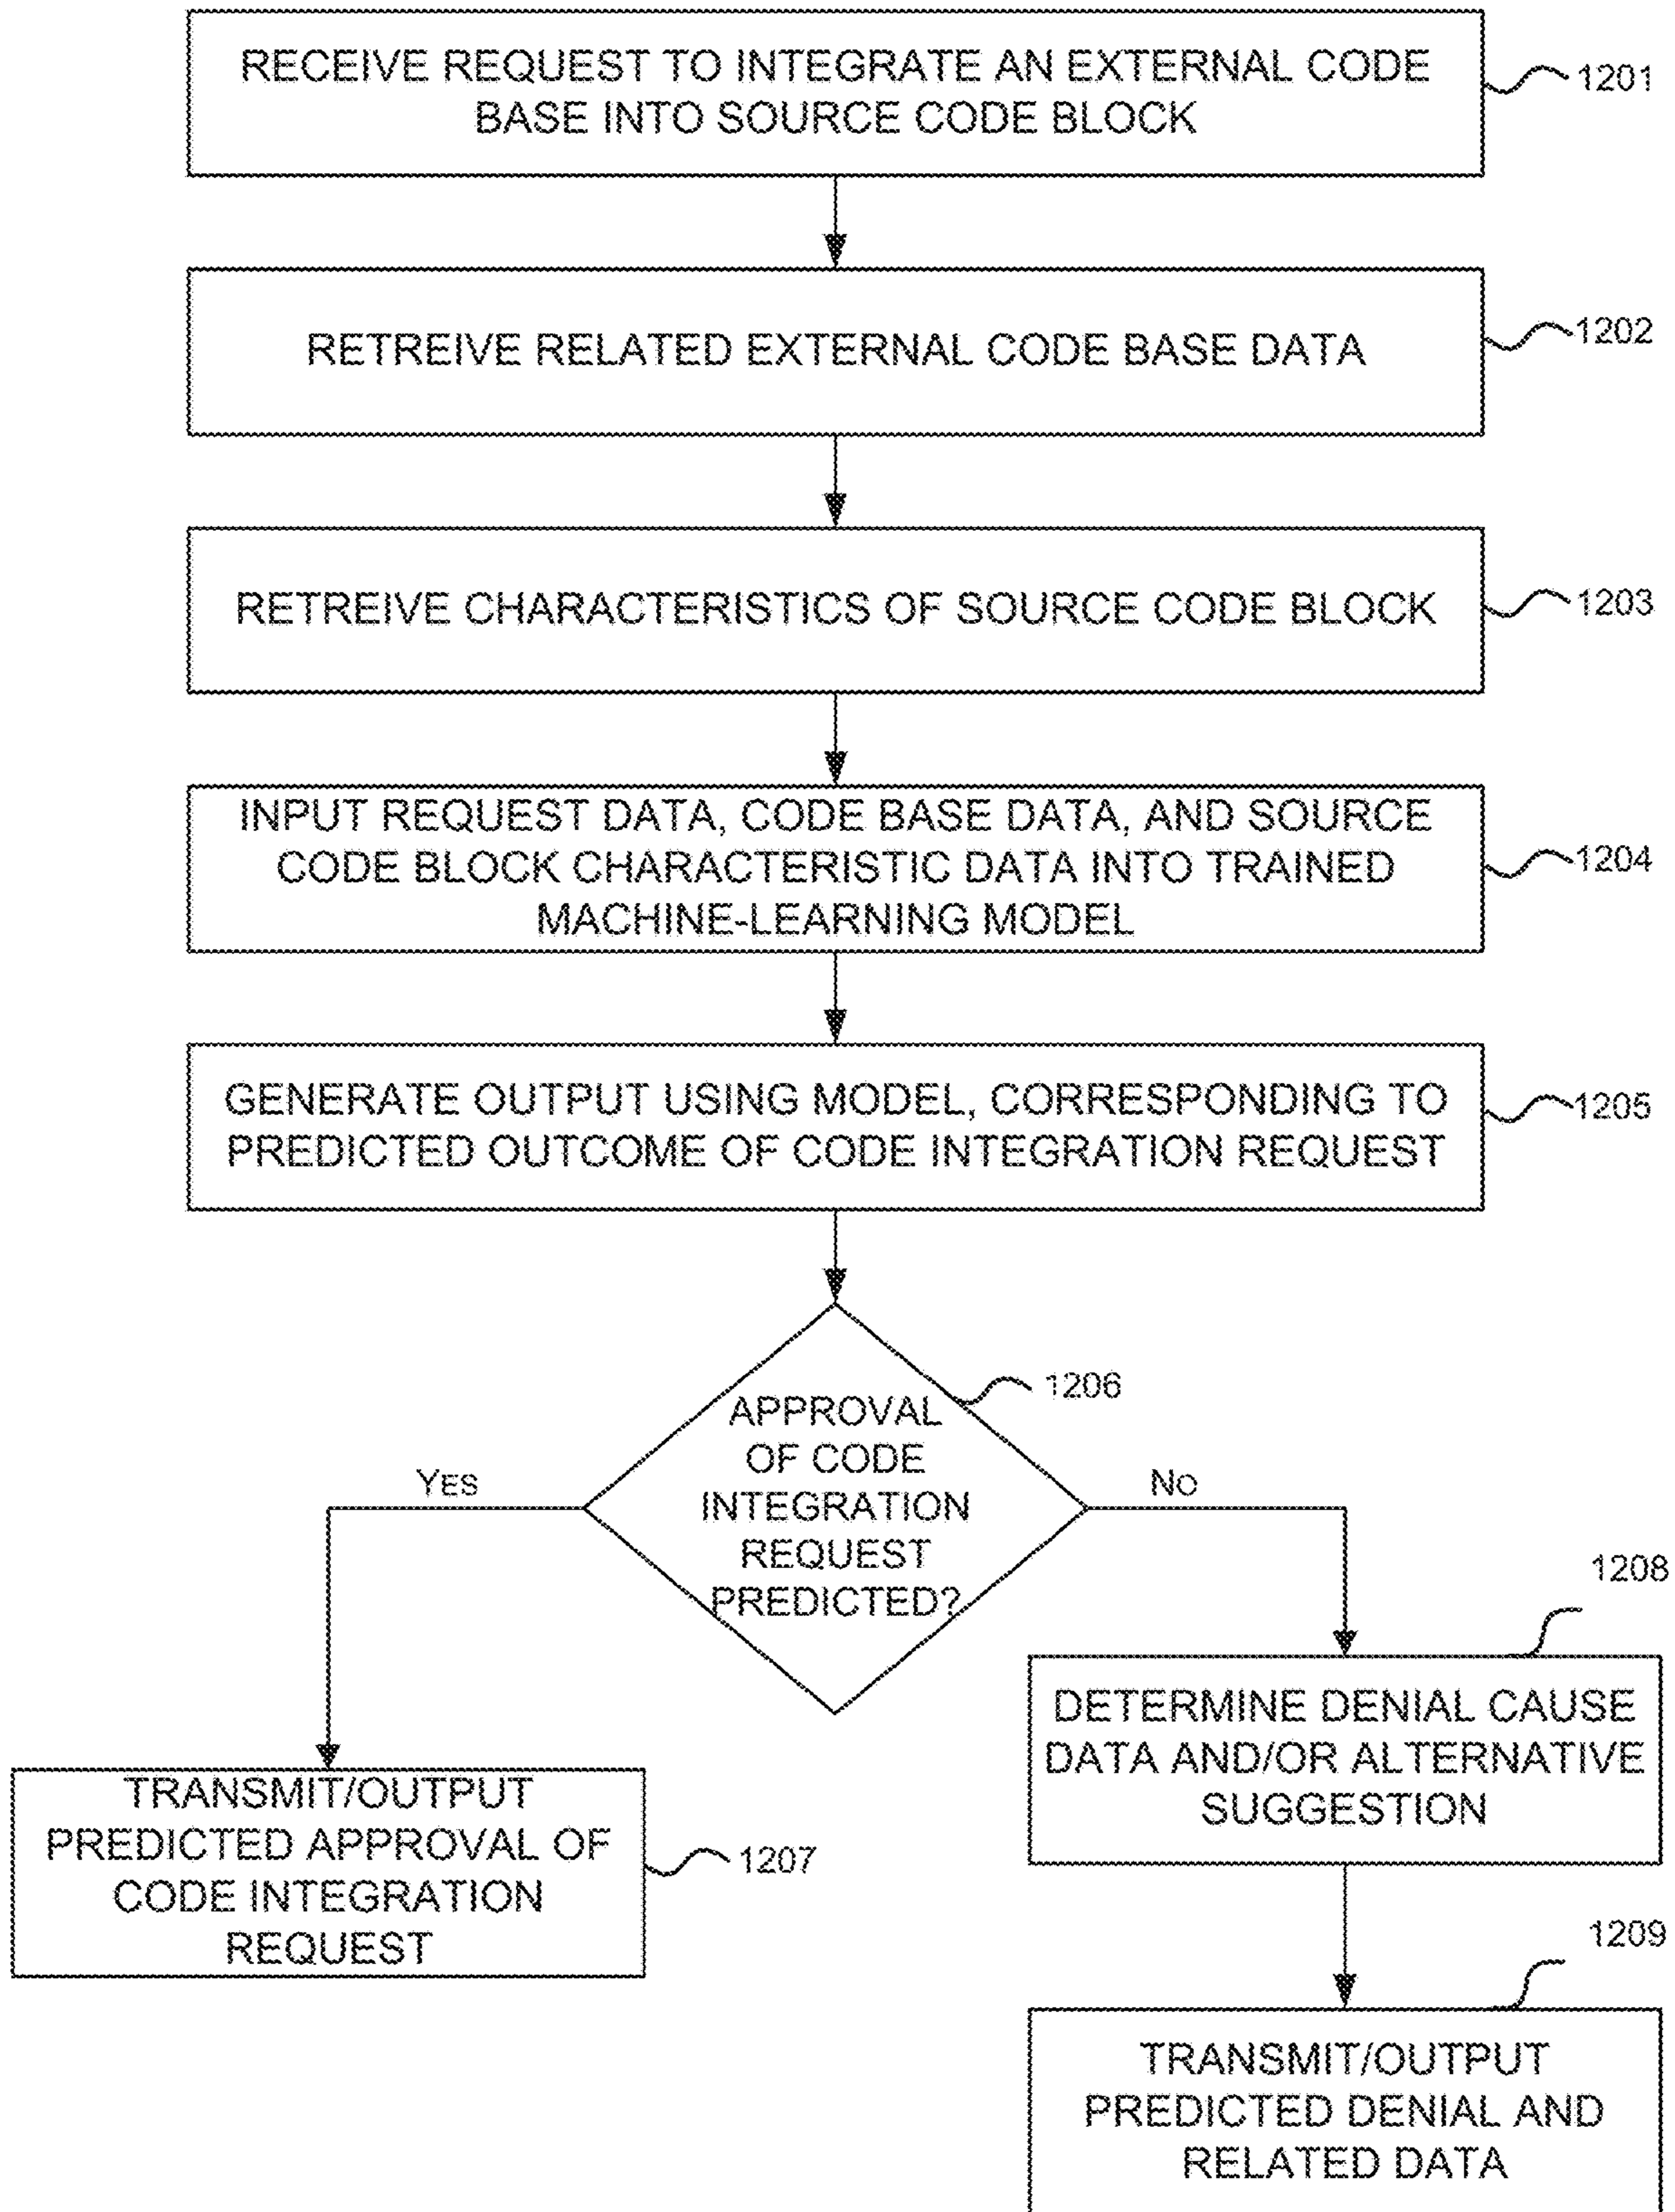 RECEIVE REQUEST TO INTEGRATE AN EXTERNAL CODE
BASE INTO SOURCE CODE BLOCK
1201
RETREIVE RELATED EXTERNAL CODE BASE DATA
1202
RETREIVE CHARACTERISTICS OF SOURCE CODE BLOCK
1203
INPUT REQUEST DATA, CODE BASE DATA, AND SOURCE
CODE BLOCK CHARACTERISTIC DATA INTO TRAINED
MACHINE-LEARNING MODEL
1204
GENERATE OUTPUT USING MODEL, CORRESPONDING TO
PREDICTED OUTCOME OF CODE INTEGRATION REQUEST
1205
APPROVAL
OF CODE
INTEGRATION
REQUEST
PREDICTED?
1206
YES
NO
TRANSMIT/OUTPUT
PREDICTED APPROVAL OF
CODE INTEGRATION
REQUEST
1207
1208
DETERMINE DENIAL CAUSE
DATA AND/OR ALTERNATIVE
SUGGESTION
1209
TRANSMIT/OUTPUT
PREDICTED DENIAL AND
RELATED DATA